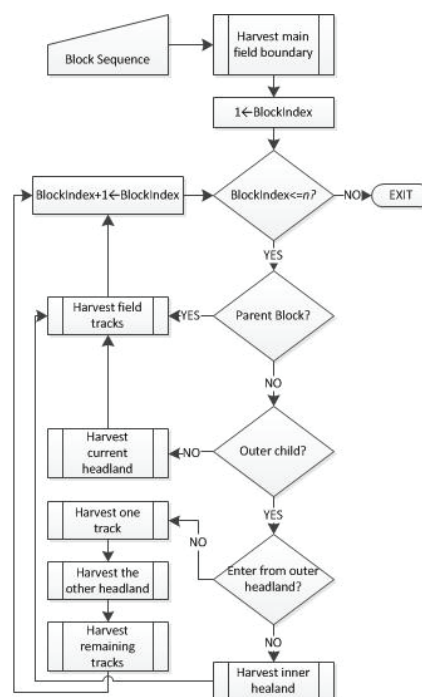 Block Sequence
Harvest main
field boundary
1←BlockIndex
BlockIndex+1←BlockIndex
BlockIndex<=n?
NO
EXIT
YES
Harvest field
tracks
YES
Parent Block?
NO
Harvest
current
headland
NO
Outer child?
YES
Harvest one
track
NO
Enter from outer
headland?
Harvest the
other headland
NO
Harvest
remaining
tracks
Harvest inner
healand